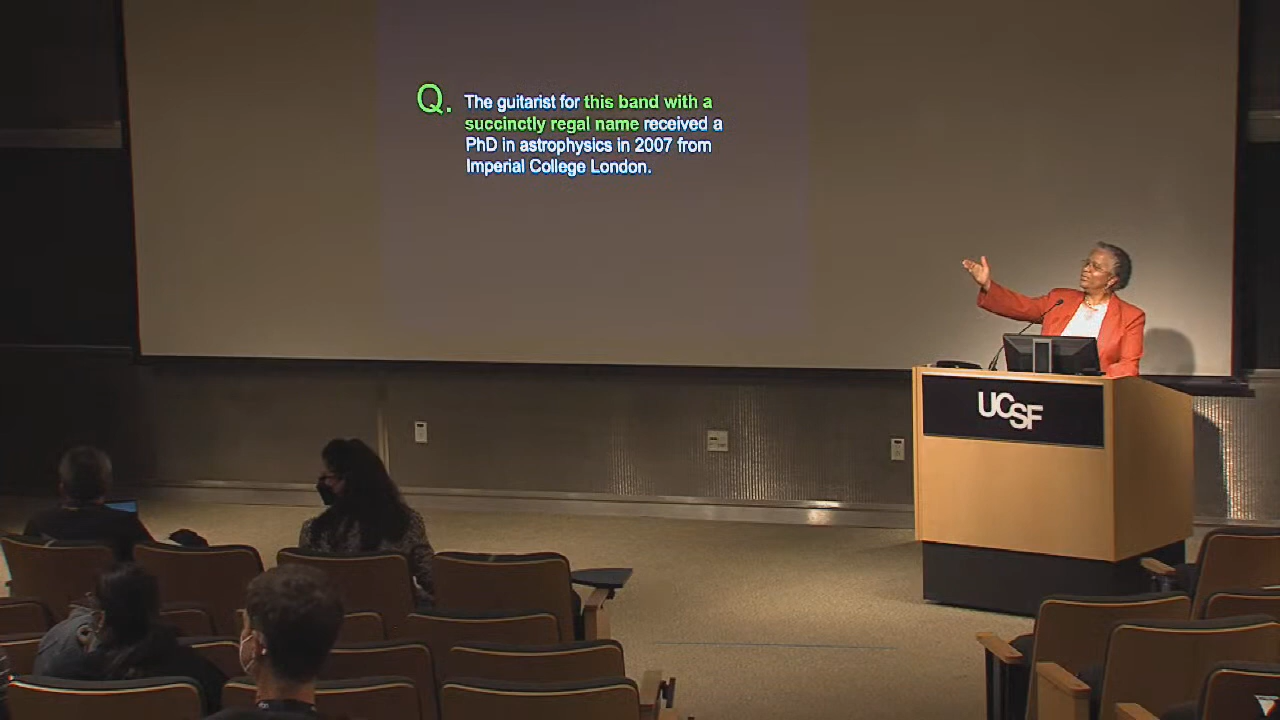 Q. The guitarist for this band with a
succinctly regal name received a
PhD in astrophysics in 2007 from
Imperial College London.
UCSF